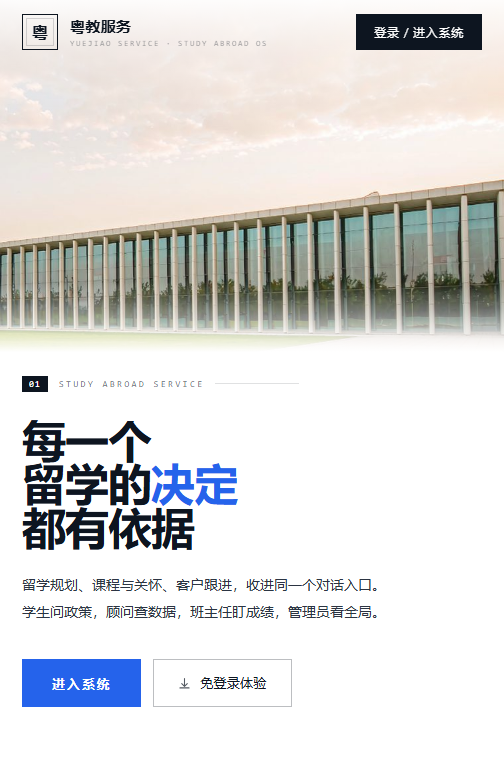 粤
粤教服务
YUEJIAO SERVICE · STUDY ABROAD OS
登录 / 进入系统
01 STUDY ABROAD SERVICE
每一个
留学的决定
都有依据
留学规划、课程与关怀、客户跟进，收进同一个对话入口。
学生问政策，顾问查数据，班主任盯成绩，管理员看全局。
进入系统
免登录体验